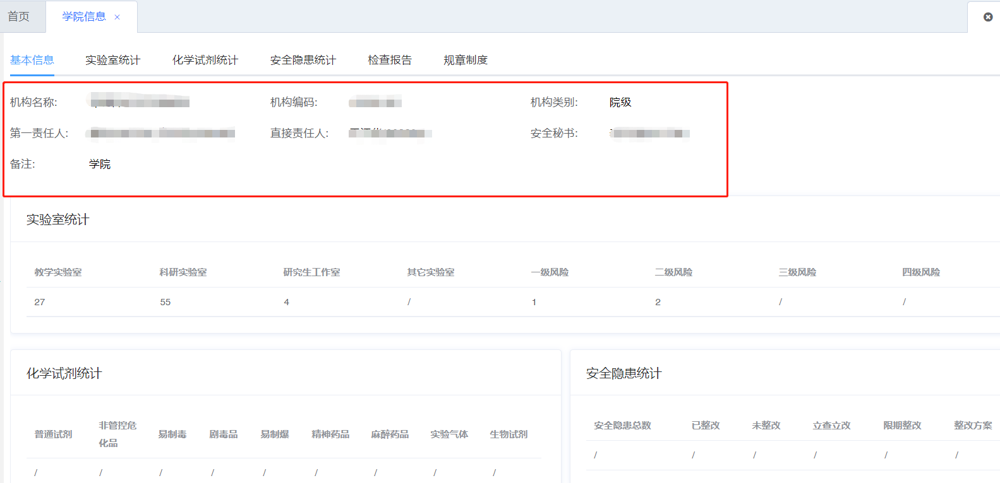 首页 学院信息 ×
基本信息 实验室统计 化学试剂统计 安全隐患统计 检查报告 规章制度
机构名称: 机构编码: 机构类别: 院级
第一责任人: 直接责任人: 安全秘书:
备注: 学院
实验室统计
教学实验室 科研实验室 研究生工作室 其它实验室 一级风险 二级风险 三级风险 四级风险
27 55 4 / 1 2 / /
化学试剂统计 安全隐患统计
普通试剂 非管控危化品 易制毒 剧毒品 易制爆 精神药品 麻醉药品 实验气体 生物试剂
/ / / / / / / / /
安全隐患总数 已整改 未整改 立查立改 限期整改 整改方案
/ / / / / /